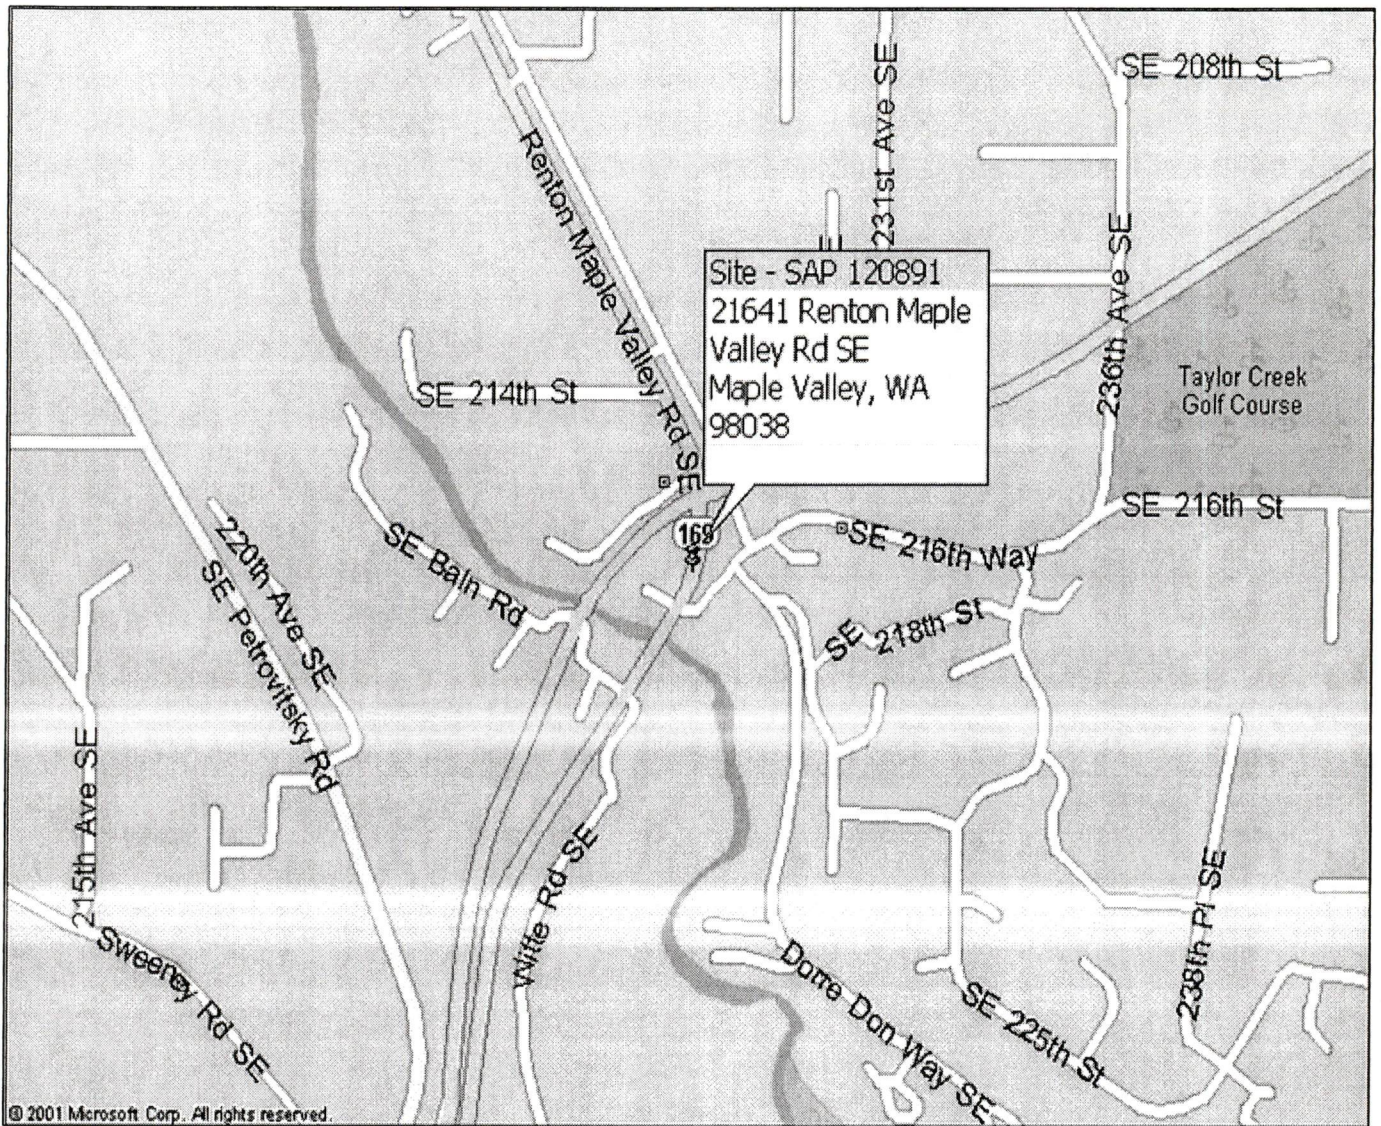 SE 208th St
231st Ave SE
Renton Maple Valley Rd SE
236th Ave SE
E
Site - SAP 120891
21641 Renton Maple
Valley Rd SE
Maple Valley, WA
98038
Taylor Creek
Golf Course
SE 214th St
SE 216th St
169
SE 216th Way
SE Baln Rd
220th Ave SE
SE Petrovitsky Rd
SE 218th St
215th Ave SE
Witte Rd SE
238th Pl SE
Sweeney Rd SE
Dorre Don Way SE
SE 225th St
© 2001 Microsoft Corp. All rights reserved.